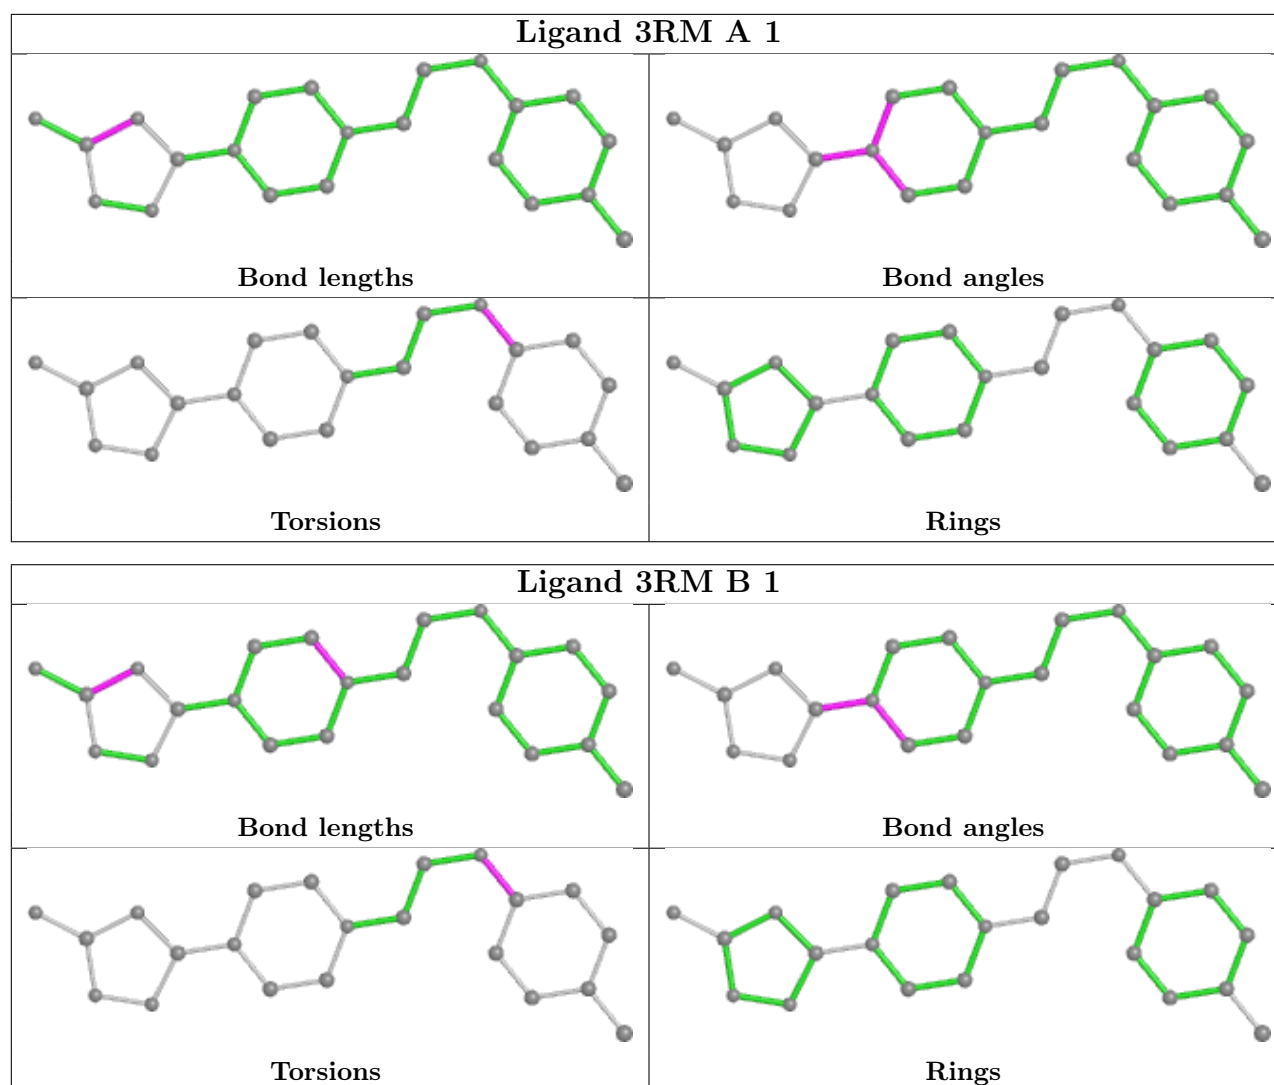 Ligand 3RM A 1
Bond lengths
Bond angles
Torsions
Rings
Ligand 3RM B 1
Bond lengths
Bond angles
Torsions
Rings